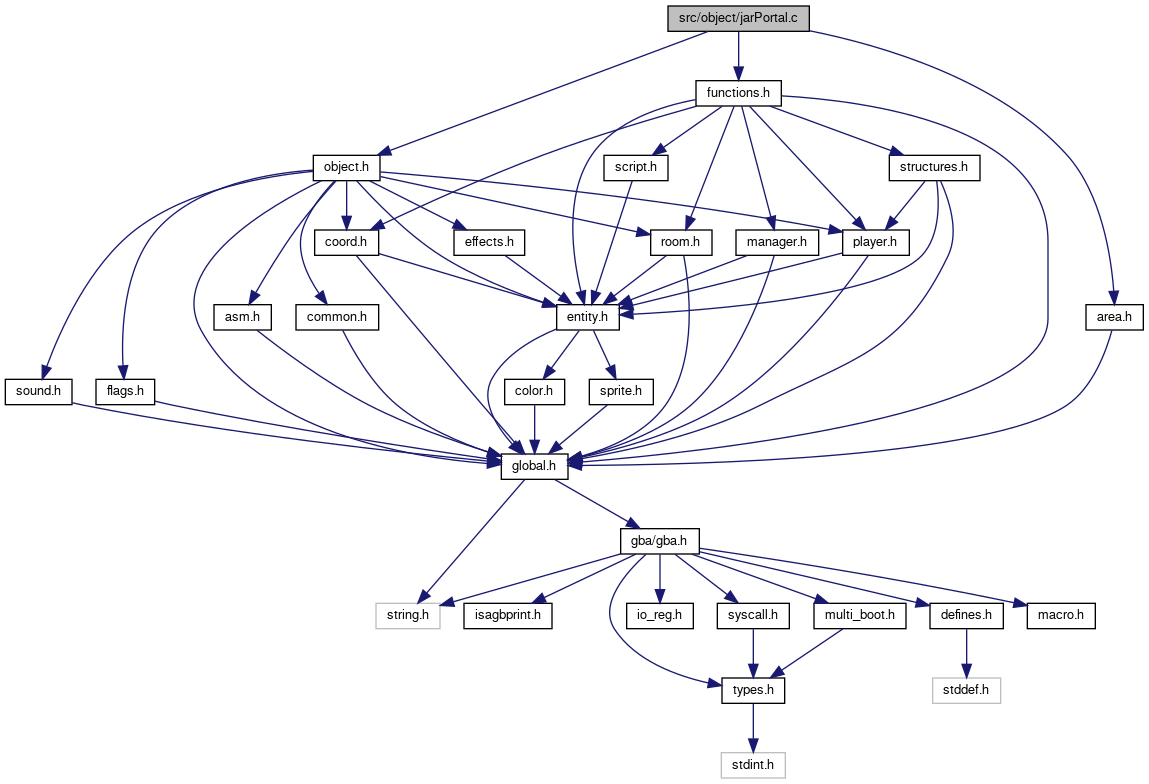 src/object/jarPortal.c
functions.h
object.h
script.h
structures.h
coord.h
effects.h
room.h
manager.h
player.h
asm.h
common.h
entity.h
area.h
sound.h
flags.h
color.h
sprite.h
global.h
gba/gba.h
string.h
isagbprint.h
io_reg.h
syscall.h
multi_boot.h
defines.h
macro.h
types.h
stddef.h
stdint.h